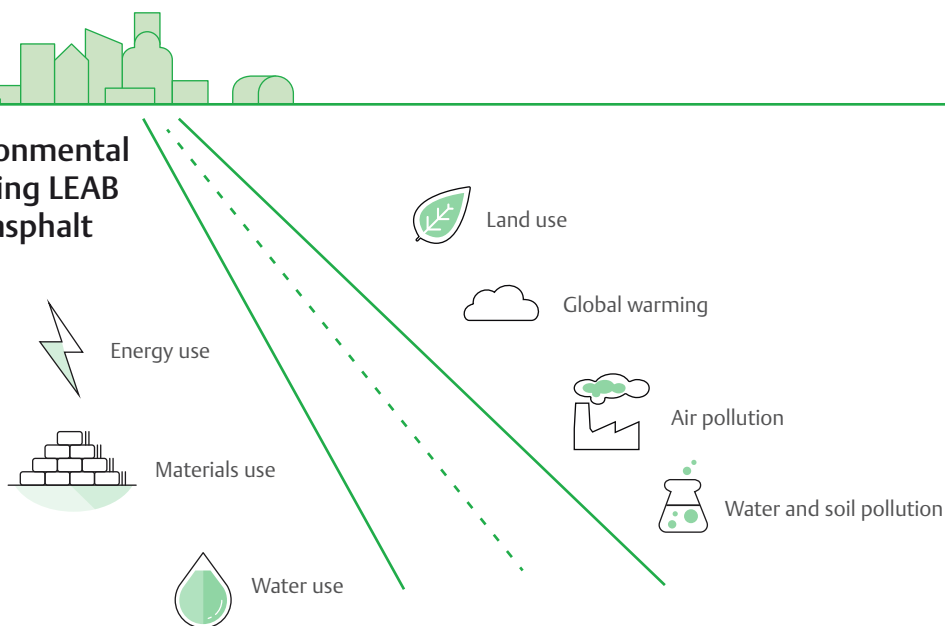 onmental
ing LEAB
asphalt
Land use
Global warming
Energy use
Air pollution
Materials use
Water and soil pollution
Water use